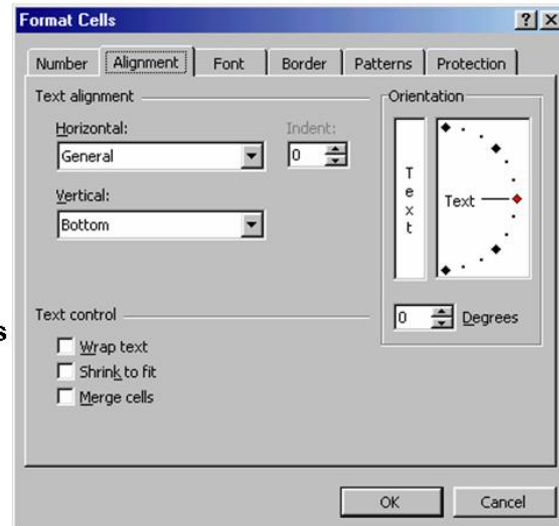 Format Cells
Number Alignment Font Border Patterns Protection
Text alignment
Horizontal:
General
Indent:
0
Vertical:
Bottom
Orientation
Text
Text
0 Degrees
Text control
Wrap text
Shrink to fit
Merge cells
s
OK Cancel